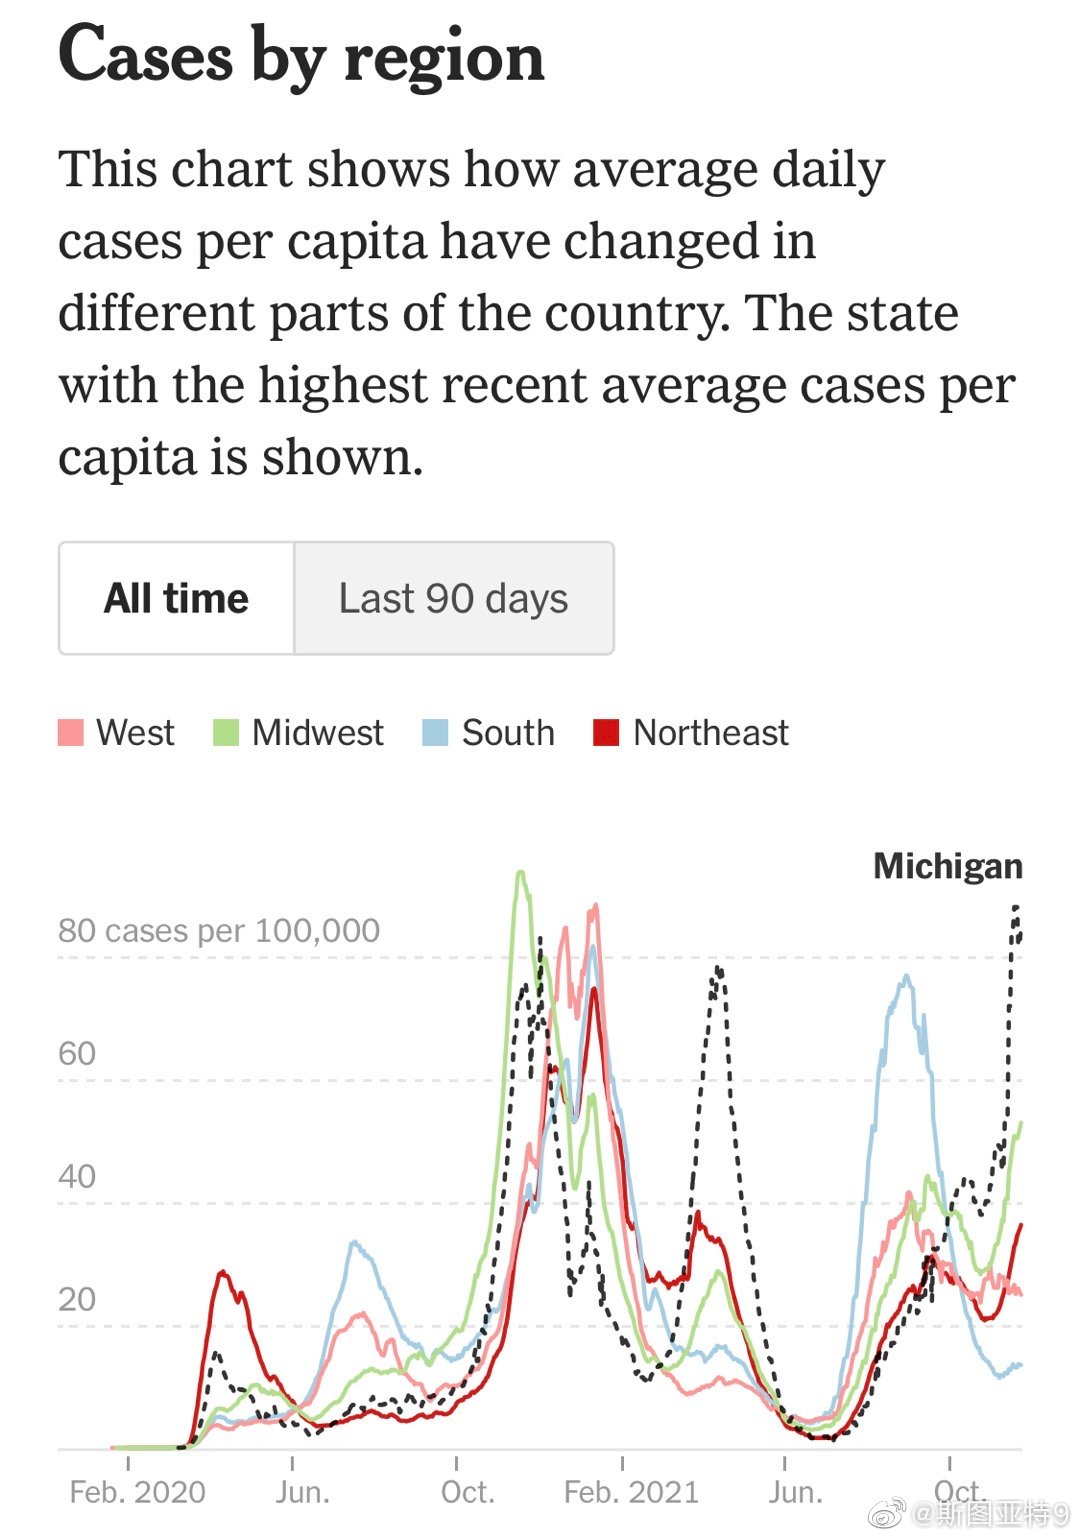 Cases by region
This chart shows how average daily
cases per capita have changed in
different parts of the country. The state
with the highest recent average cases per
capita is shown.
All time Last 90 days
West Midwest South Northeast
Michigan
80 cases per 100,000
60
40
20
Feb. 2020 Jun. Oct. Feb. 2021 Jun. Oct.
@斯图亚特9